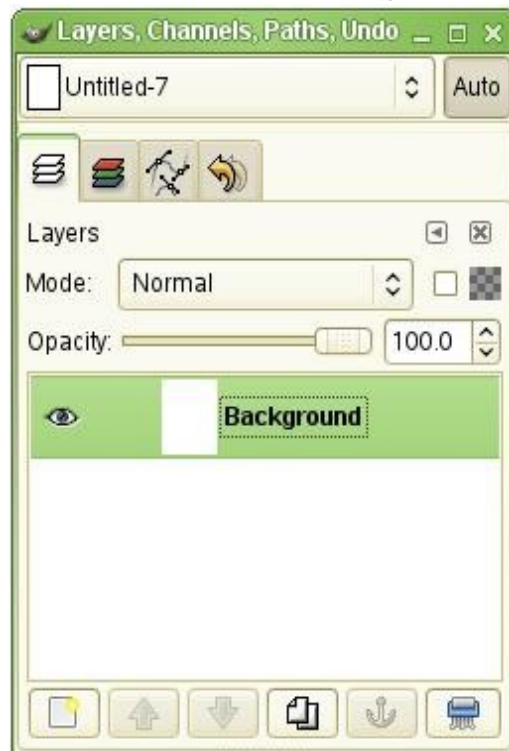 Layers, Channels, Paths, Undo
Untitled-7
Auto
Layers
Mode: Normal
Opacity: 100.0
Background